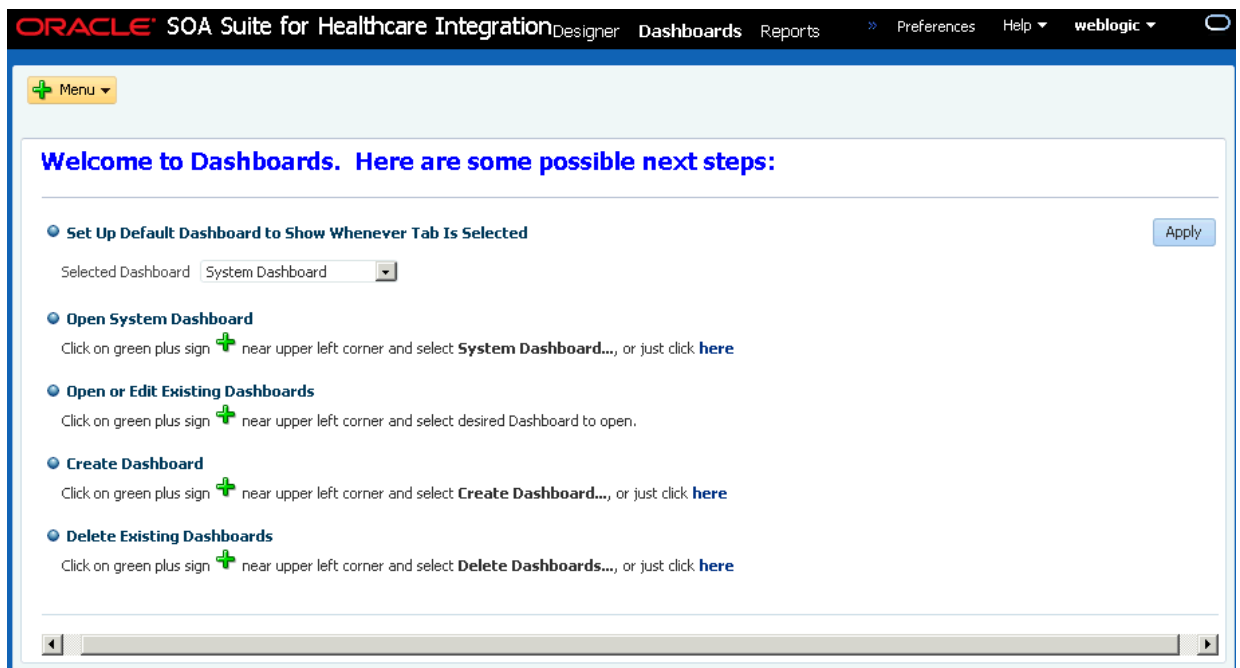 ORACLE SOA Suite for Healthcare Integration Designer Dashboards Reports » Preferences Help weblogic
Menu
Welcome to Dashboards. Here are some possible next steps:
Set Up Default Dashboard to Show Whenever Tab Is Selected
Apply
Selected Dashboard System Dashboard
Open System Dashboard
Click on green plus sign near upper left corner and select System Dashboard..., or just click here
Open or Edit Existing Dashboards
Click on green plus sign near upper left corner and select desired Dashboard to open.
Create Dashboard
Click on green plus sign near upper left corner and select Create Dashboard..., or just click here
Delete Existing Dashboards
Click on green plus sign near upper left corner and select Delete Dashboards..., or just click here